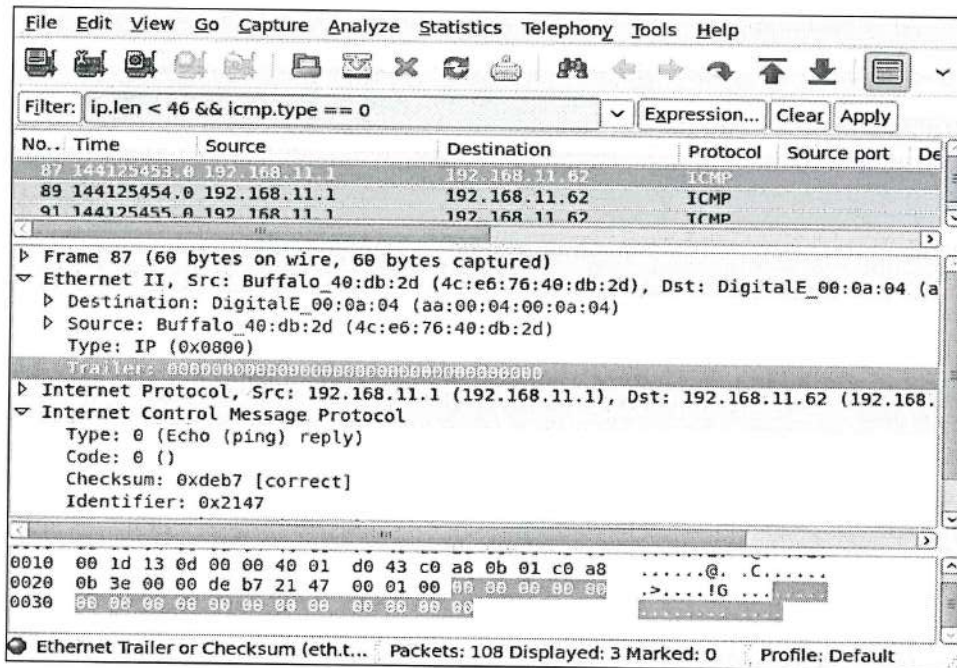 File Edit View Go Capture Analyze Statistics Telephony Tools Help
Filter: ip.len < 46 && icmp.type == 0 Expression... Clear Apply
No.. Time Source Destination Protocol Source port De
87 144125453.0 192.168.11.1 192.168.11.62 ICMP
89 144125454.0 192.168.11.1 192.168.11.62 ICMP
91 144125455.0 192.168.11.1 192.168.11.62 ICMP
Frame 87 (60 bytes on wire, 60 bytes captured)
Ethernet II, Src: Buffalo_40:db:2d (4c:e6:76:40:db:2d), Dst: DigitalE_00:0a:04 (a
Destination: DigitalE_00:0a:04 (aa:00:04:00:0a:04)
Source: Buffalo_40:db:2d (4c:e6:76:40:db:2d)
Type: IP (0x0800)
Trailer: 0000000000000000000000000000000000
Internet Protocol, Src: 192.168.11.1 (192.168.11.1), Dst: 192.168.11.62 (192.168.
Internet Control Message Protocol
Type: 0 (Echo (ping) reply)
Code: 0 ()
Checksum: 0xdeb7 [correct]
Identifier: 0x2147
0010 00 1d 13 0d 00 00 40 01 d0 43 c0 a8 0b 01 c0 a8 ......@. .C......
0020 0b 3e 00 00 de b7 21 47 00 01 00 00 00 00 00 00 .>....!G ........
0030 00 00 00 00 00 00 00 00 00 00 00 00 ........ ....
Ethernet Trailer or Checksum (eth.t... Packets: 108 Displayed: 3 Marked: 0 Profile: Default